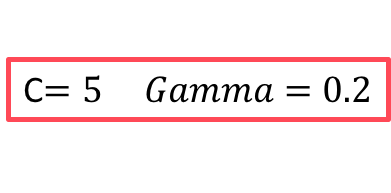 C= 5 Gamma = 0.2